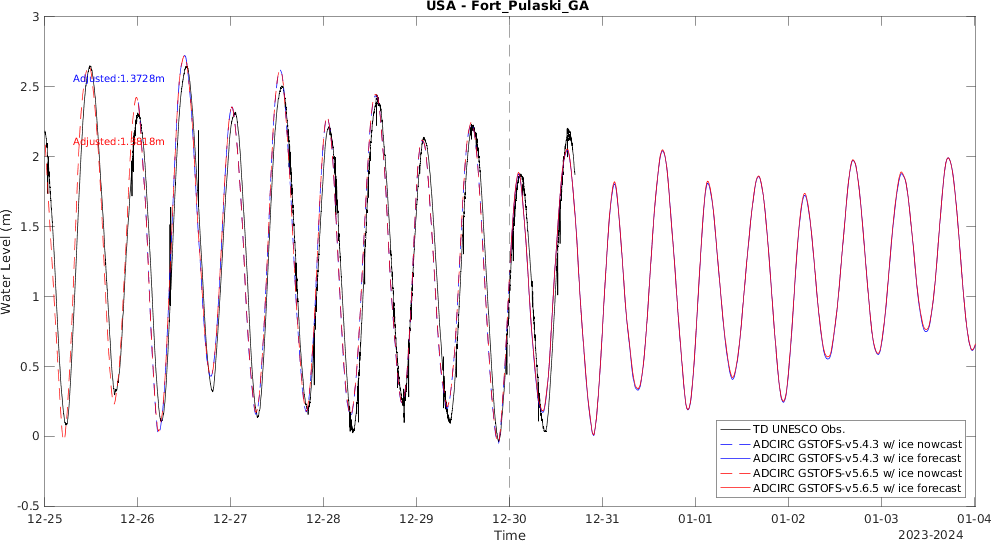 USA - Fort_Pulaski_GA
3
2.5
2
1.5
1
0.5
0
-0.5
Water Level (m)
Adjusted:1.3728m
Adjusted:1.5818m
TD UNESCO Obs.
ADCIRC GSTOFS-v5.4.3 w/ ice nowcast
ADCIRC GSTOFS-v5.4.3 w/ ice forecast
ADCIRC GSTOFS-v5.6.5 w/ ice nowcast
ADCIRC GSTOFS-v5.6.5 w/ ice forecast
12-25 12-26 12-27 12-28 12-29 12-30 12-31 01-01 01-02 01-03 01-04
Time
2023-2024